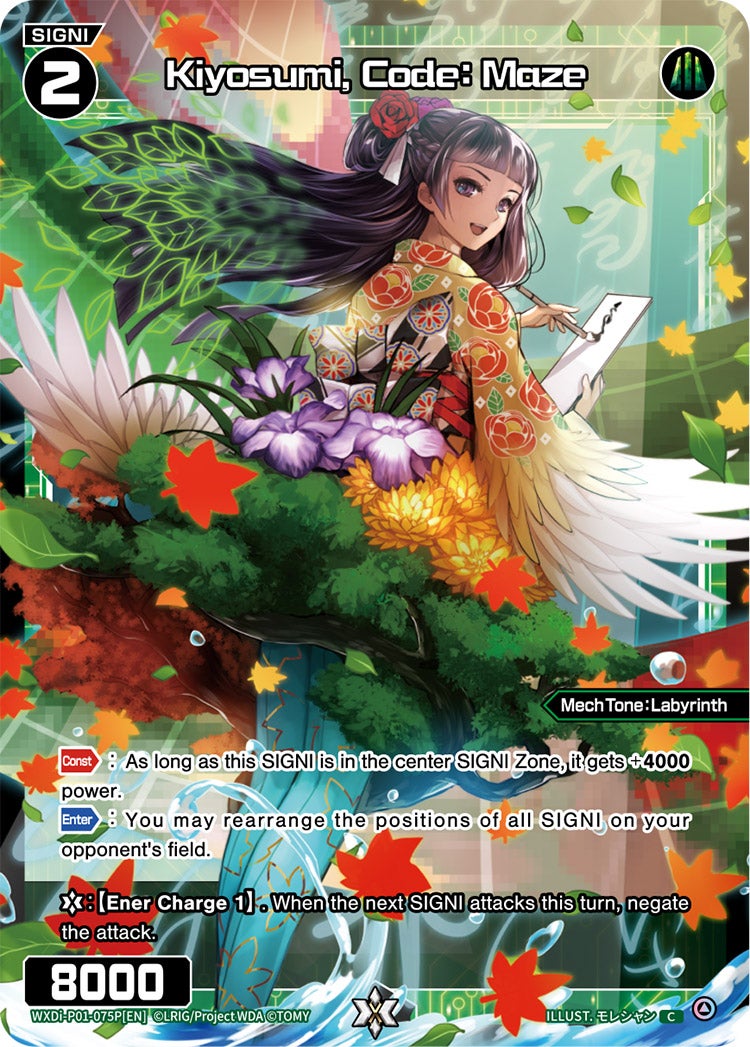 SIGNI
2
Kiyosumi, Code: Maze
MechTone:Labyrinth
Const : As long as this SIGNI is in the center SIGNI Zone, it gets +4000
power.
Enter : You may rearrange the positions of all SIGNI on your
opponent's field.
: 【Ener Charge 1】. When the next SIGNI attacks this turn, negate
the attack.
8000
WXDi-P01-075P[EN] ©LRIG/Project WDA ©TOMY
ILLUST. モレシャン C